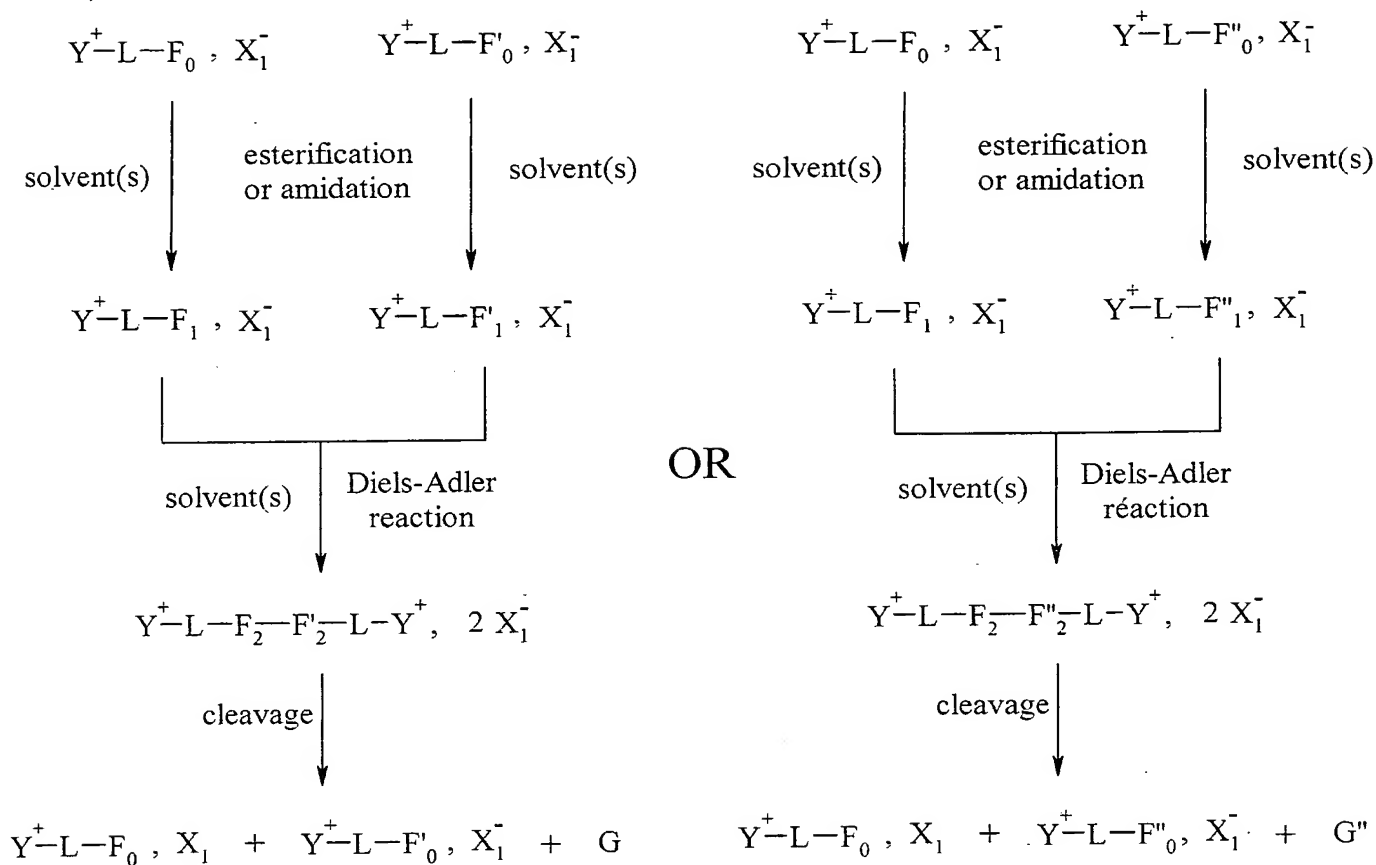 Y⁺—L—F₀ , X₁⁻ Y⁺—L—F'₀ , X₁⁻ Y⁺—L—F₀ , X₁⁻ Y⁺—L—F"₀, X₁⁻
solvent(s) esterification or amidation solvent(s)
solvent(s) esterification or amidation solvent(s)
Y⁺—L—F₁ , X₁⁻ Y⁺—L—F'₁ , X₁⁻ Y⁺—L—F₁ , X₁⁻ Y⁺—L—F"₁, X₁⁻
solvent(s) Diels-Adler reaction
OR
solvent(s) Diels-Adler réaction
Y⁺—L—F₂—F'₂—L—Y⁺, 2 X₁⁻ Y⁺—L—F₂—F"₂—L—Y⁺, 2 X₁⁻
cleavage cleavage
Y⁺—L—F₀ , X₁ + Y⁺—L—F'₀ , X₁⁻ + G Y⁺—L—F₀ , X₁ + Y⁺—L—F"₀, X₁⁻ + G"